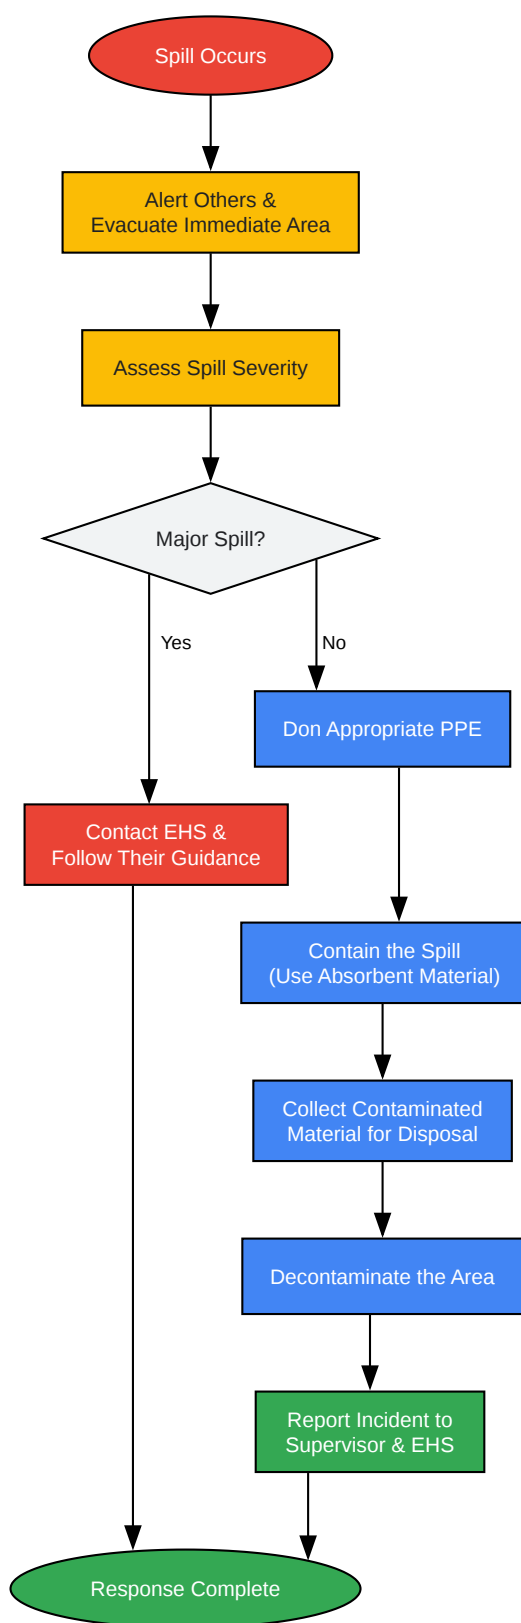 Spill Occurs
Alert Others &
Evacuate Immediate Area
Assess Spill Severity
Major Spill?
Yes
No
Don Appropriate PPE
Contact EHS &
Follow Their Guidance
Contain the Spill
(Use Absorbent Material)
Collect Contaminated
Material for Disposal
Decontaminate the Area
Report Incident to
Supervisor & EHS
Response Complete